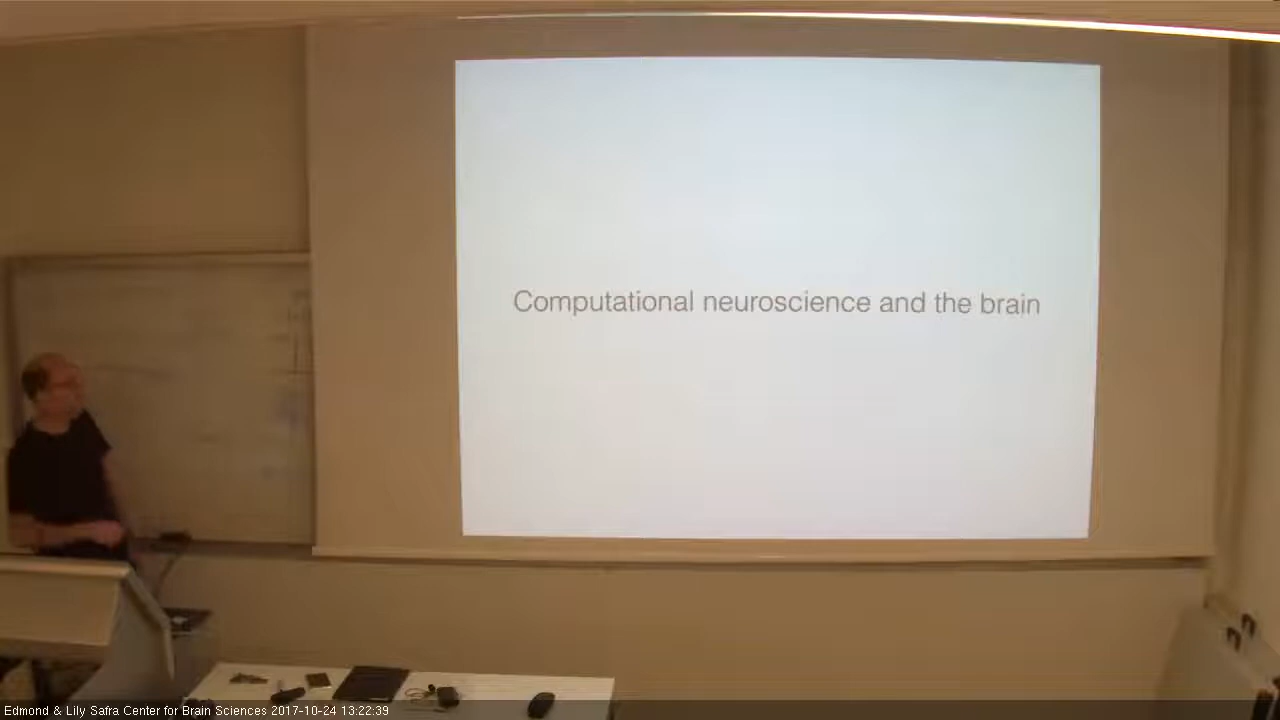 Computational neuroscience and the brain
Edmond & Lily Safra Center for Brain Sciences 2017-10-24 13:22:39